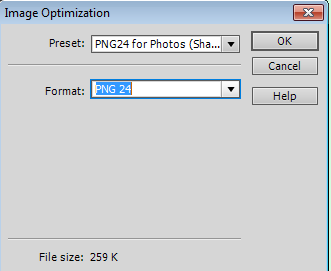 Image Optimization
Preset: PNG24 for Photos (Sha... OK
Cancel
Format: PNG 24
Help
File size: 259 K